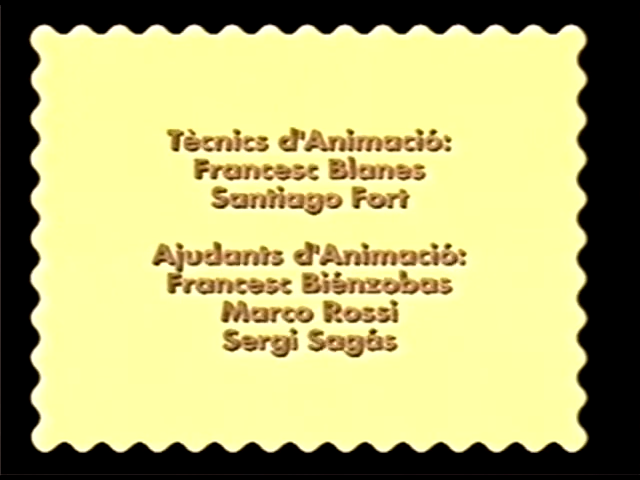 Tècnics d'Animació:
Francesc Blanes
Santiago Fort
Ajudants d'Animació:
Francesc Biénzobas
Marco Rossi
Sergi Sagás